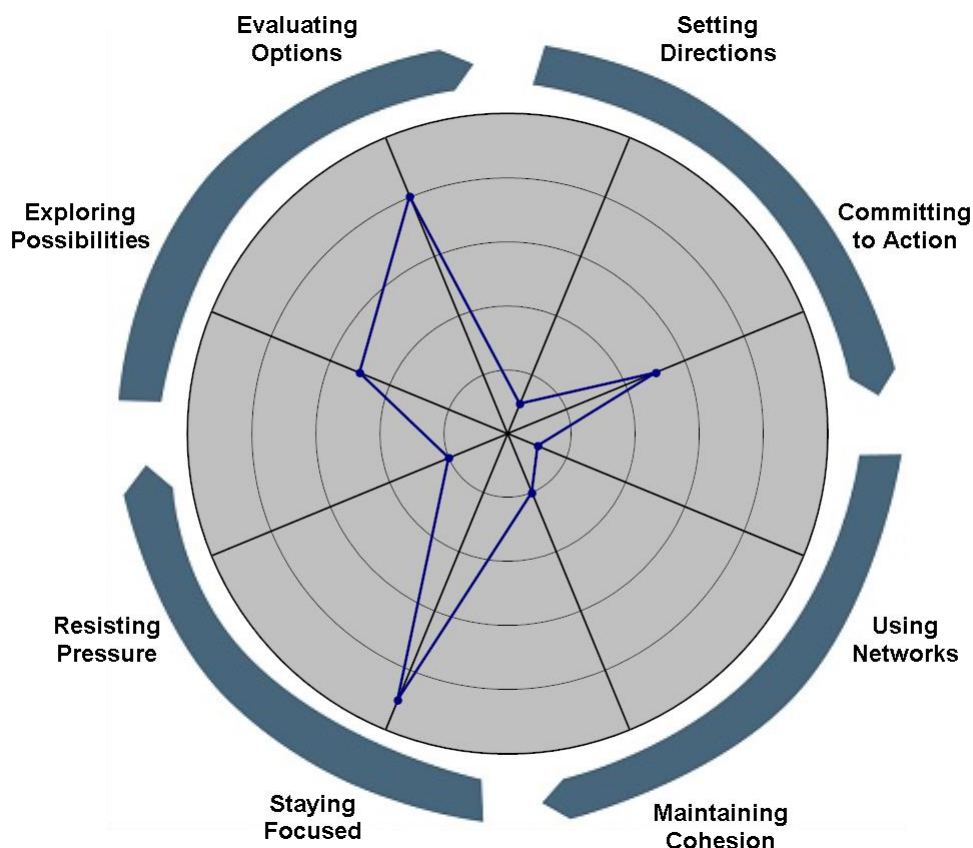 Evaluating
Options
Setting
Directions
Exploring
Possibilities
Committing
to Action
Resisting
Pressure
Using
Networks
Staying
Focused
Maintaining
Cohesion